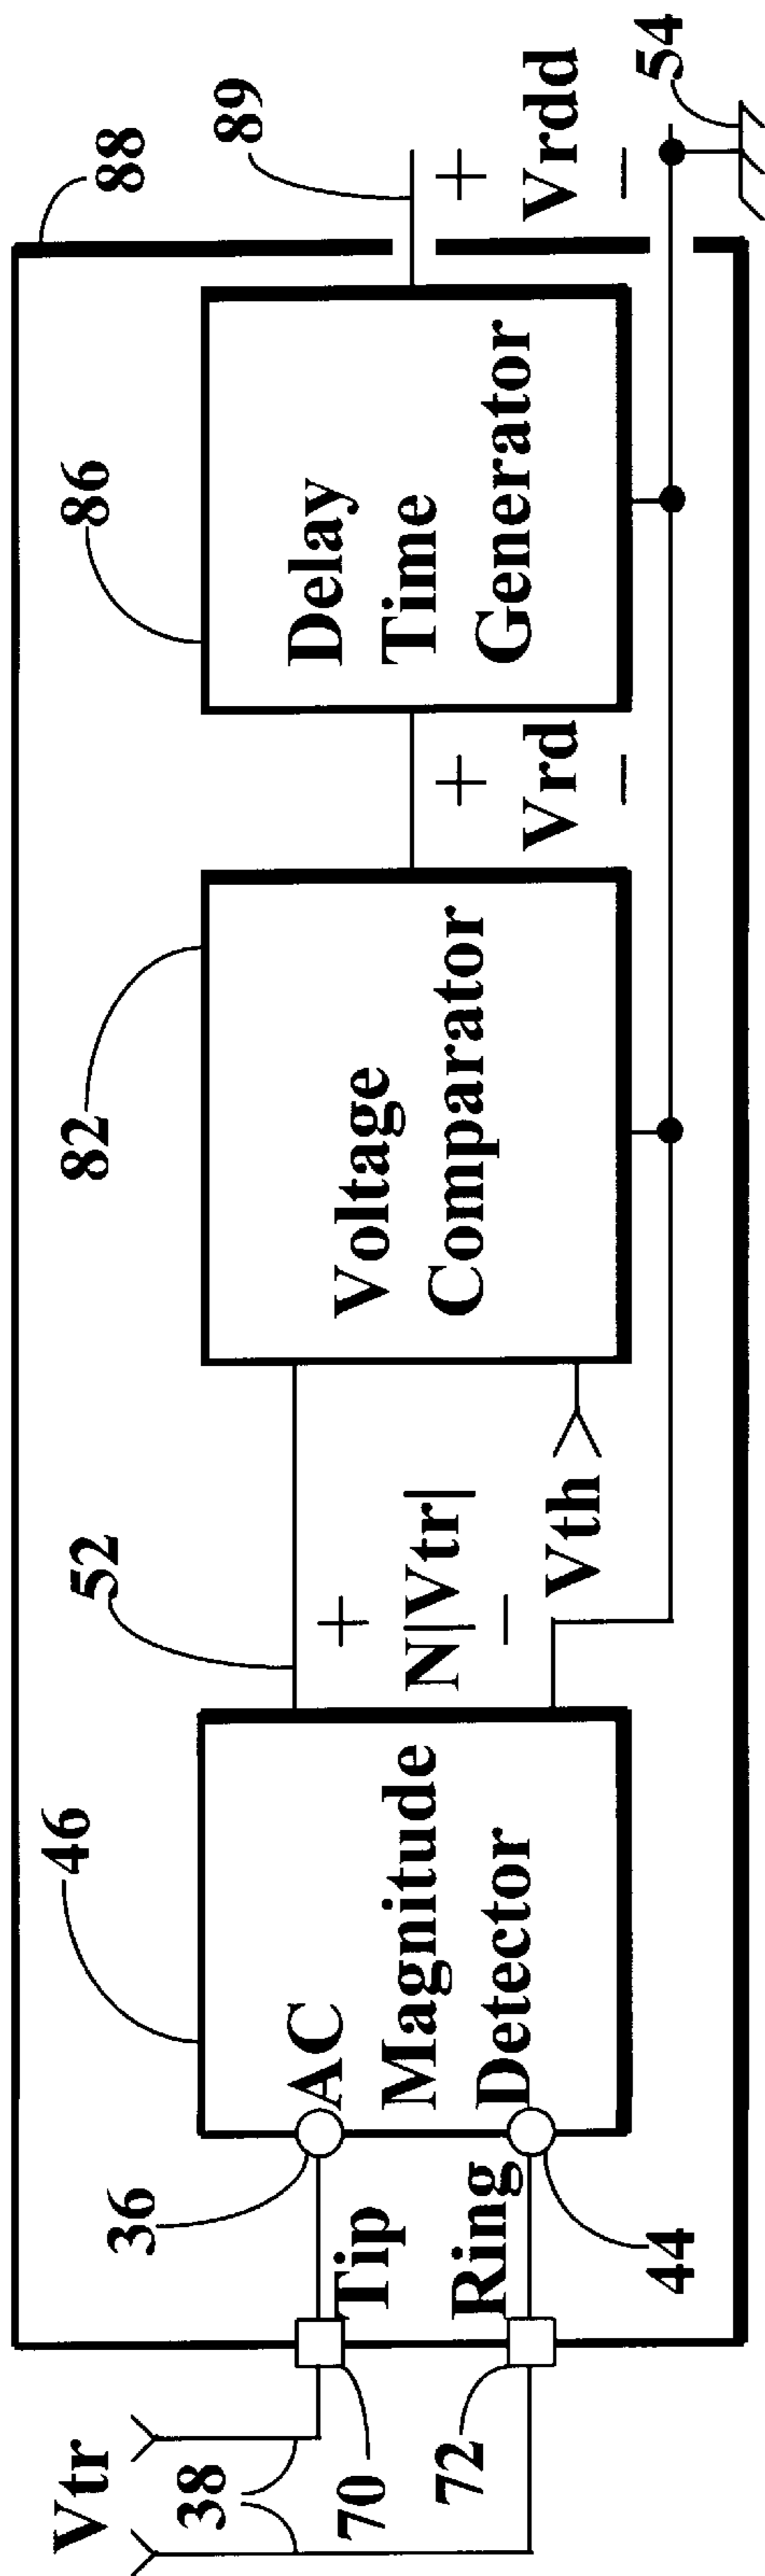 Vtr
38
70
72
Tip
Ring
36
44
46
AC
Magnitude
Detector
52
+
N|Vtr|
−
Vth
82
Voltage
Comparator
+
Vrd
−
86
Delay
Time
Generator
88
89
+
Vrdd
−
54